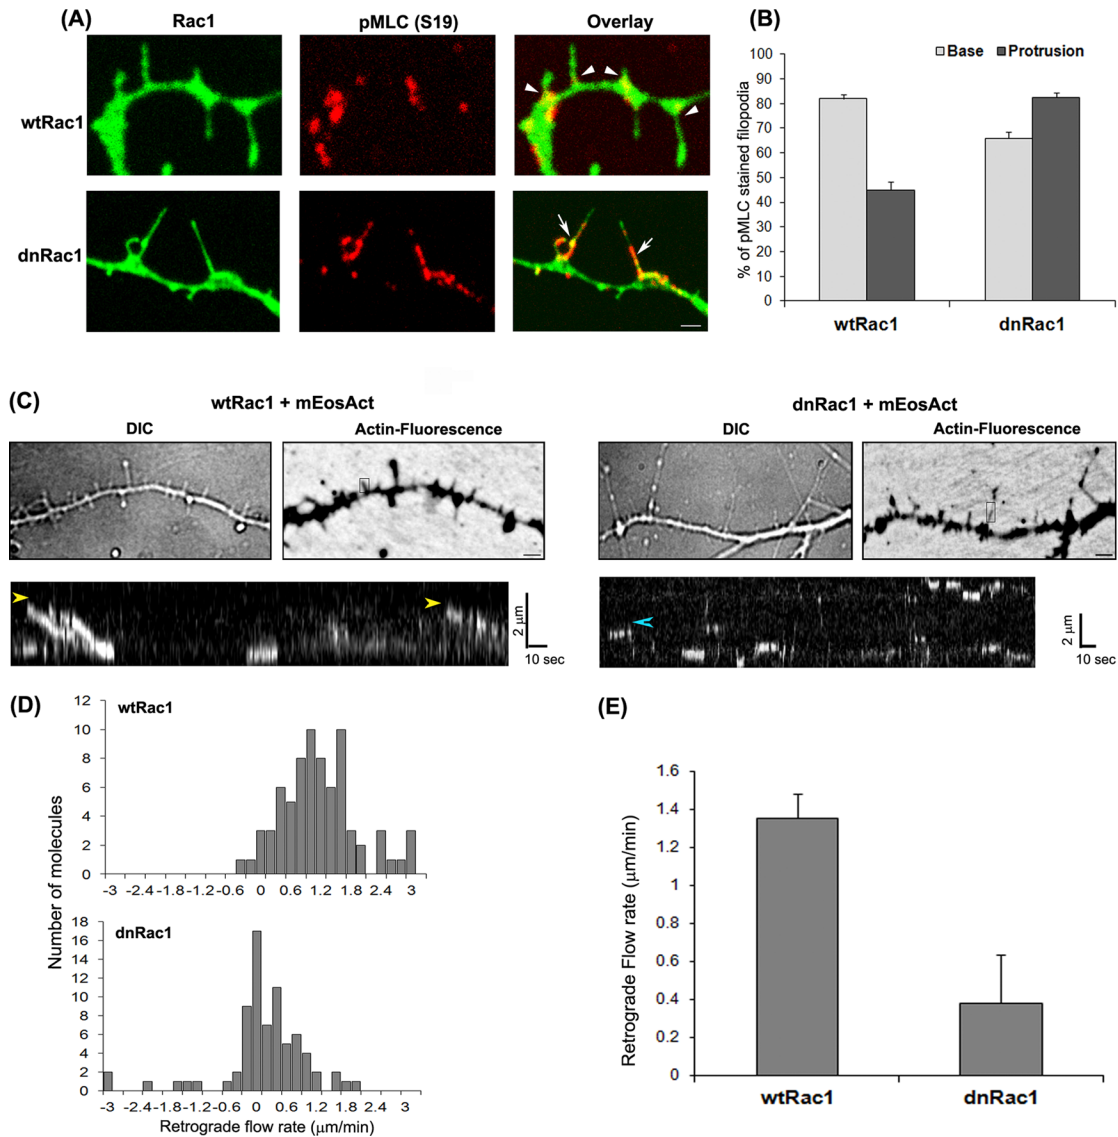 (A)
Rac1
pMLC (S19)
Overlay
wtRac1
dnRac1
(B)
% of pMLC stained filopodia
100
90
80
70
60
50
40
30
20
10
0
Base
Protrusion
wtRac1
dnRac1
(C)
wtRac1 + mEosAct
DIC
Actin-Fluorescence
2 µm
10 sec
dnRac1 + mEosAct
DIC
Actin-Fluorescence
2 µm
10 sec
(D)
Number of molecules
wtRac1
12
10
8
6
4
2
0
-3 -2.4 -1.8 -1.2 -0.6 0 0.6 1.2 1.8 2.4 3
dnRac1
18
16
14
12
10
8
6
4
2
0
-3 -2.4 -1.8 -1.2 -0.6 0 0.6 1.2 1.8 2.4 3
Retrograde flow rate (µm/min)
(E)
Retrograde Flow rate (µm/min)
1.6
1.4
1.2
1
0.8
0.6
0.4
0.2
0
wtRac1
dnRac1